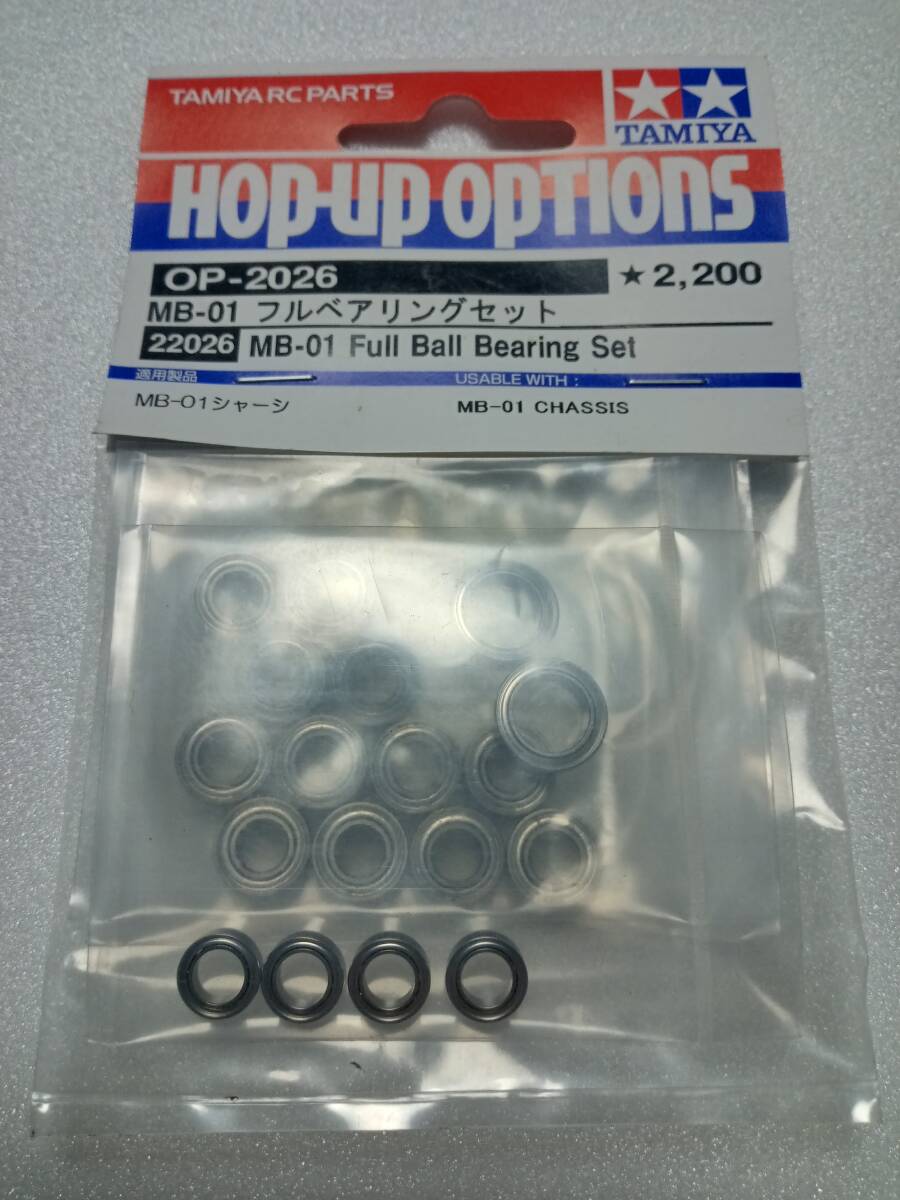 TAMIYA RC PARTS
TAMIYA
HOP-UP OPTIONS
OP-2026 ★2,200
MB-01 フルベアリングセット
22026 MB-01 Full Ball Bearing Set
適用製品 USABLE WITH :
MB-01シャーシ MB-01 CHASSIS